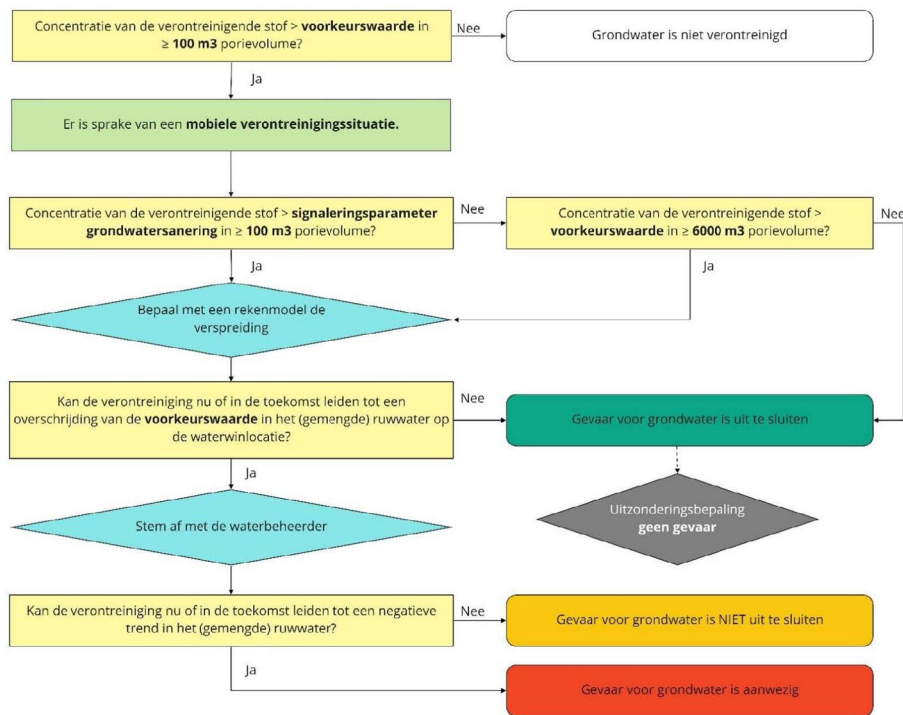 Concentratie van de verontreinigende stof > voorkeurswaarde in
≥ 100 m3 porievolume?
Nee
Grondwater is niet verontreinigd
Ja
Er is sprake van een mobiele verontreinigingssituatie.
Concentratie van de verontreinigende stof > signaleringsparameter
grondwatersanering in ≥ 100 m3 porievolume?
Nee
Concentratie van de verontreinigende stof >
voorkeurswaarde in ≥ 6000 m3 porievolume?
Nee
Ja
Ja
Bepaal met een rekenmodel de
verspreiding
Kan de verontreiniging nu of in de toekomst leiden tot een
overschrijding van de voorkeurswaarde in het (gemengde) ruwwater op
de waterwinlocatie?
Nee
Gevaar voor grondwater is uit te sluiten
Ja
Uitzonderingsbepaling
geen gevaar
Stem af met de waterbeheerder
Kan de verontreiniging nu of in de toekomst leiden tot een negatieve
trend in het (gemengde) ruwwater?
Nee
Gevaar voor grondwater is NIET uit te sluiten
Ja
Gevaar voor grondwater is aanwezig